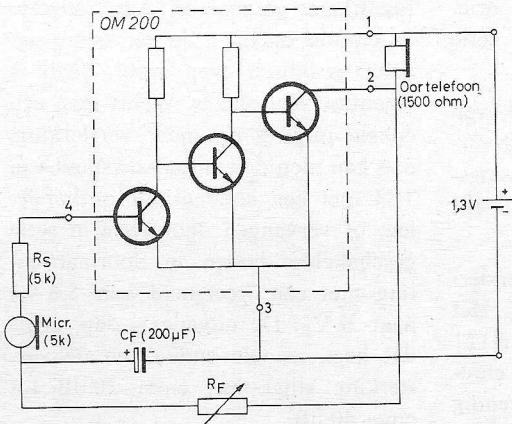 OM 200
1
2
Oortelefoon
(1500 ohm)
1,3V
+
-
4
RS
(5k)
Micr.
(5k)
3
CF (200µF)
+ -
RF